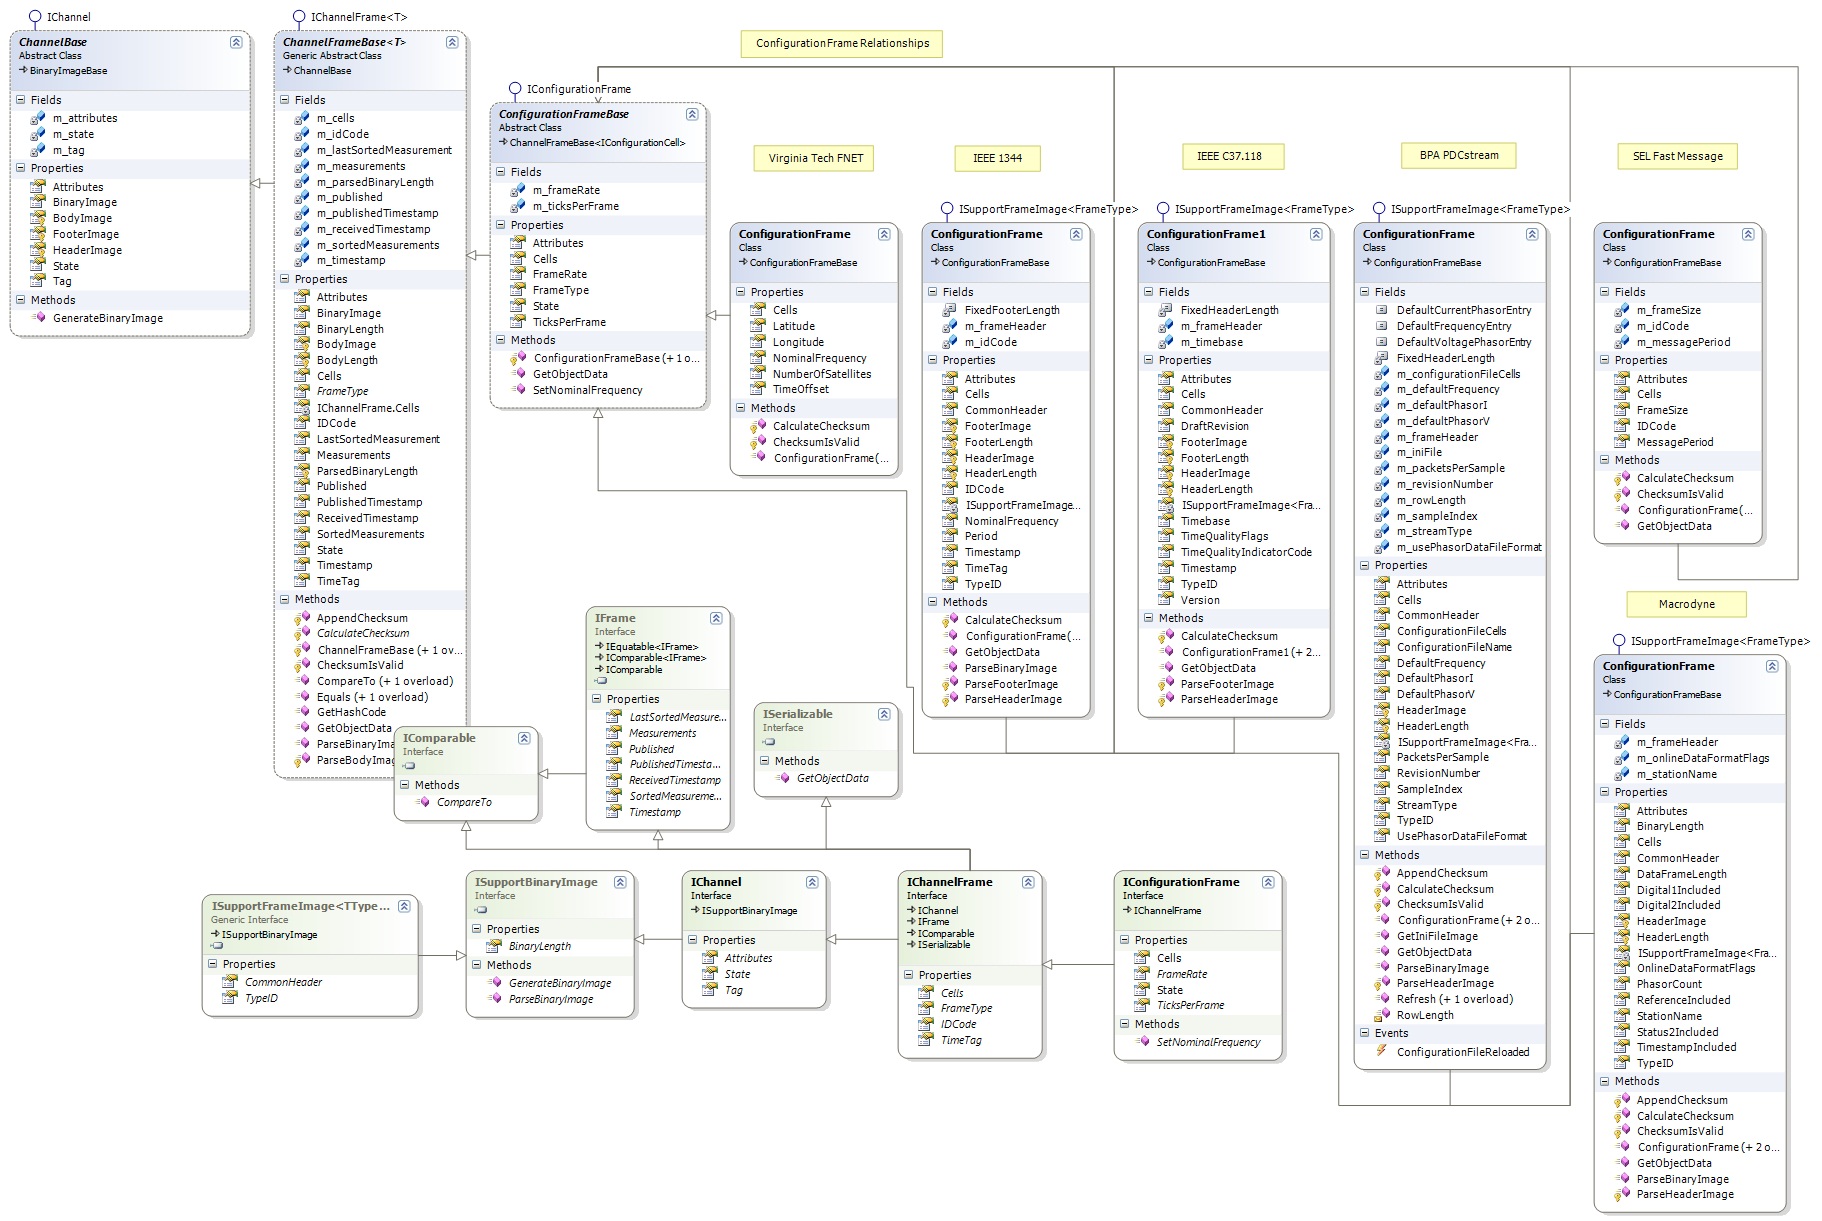 ConfigurationFrame Relationships
IChannel
ChannelBase
Abstract Class
BinaryImageBase
Fields
m_attributes
m_state
m_tag
Properties
Attributes
BinaryImage
BodyImage
FooterImage
HeaderImage
State
Tag
Methods
GenerateBinaryImage
IChannelFrame<T>
ChannelFrameBase<T>
Generic Abstract Class
ChannelBase
Fields
m_cells
m_idCode
m_lastSortedMeasurement
m_measurements
m_parsedBinaryLength
m_published
m_publishedTimestamp
m_receivedTimestamp
m_sortedMeasurements
m_timestamp
Properties
Attributes
BinaryImage
BinaryLength
BodyImage
BodyLength
Cells
FrameType
IChannelFrame.Cells
IDCode
LastSortedMeasurement
Measurements
ParsedBinaryLength
Published
PublishedTimestamp
ReceivedTimestamp
SortedMeasurements
State
Timestamp
TimeTag
Methods
AppendChecksum
CalculateChecksum
ChannelFrameBase (+ 1 ov...
ChecksumIsValid
CompareTo (+ 1 overload)
Equals (+ 1 overload)
GetHashCode
GetObjectData
ParseBinaryIma
ParseBodyImag
IConfigurationFrame
ConfigurationFrameBase
Abstract Class
ChannelFrameBase<IConfigurationCell>
Fields
m_frameRate
m_ticksPerFrame
Properties
Attributes
Cells
FrameRate
FrameType
State
TicksPerFrame
Methods
ConfigurationFrameBase (+ 1 o...
GetObjectData
SetNominalFrequency
Virginia Tech FNET
ConfigurationFrame
Class
ConfigurationFrameBase
Properties
Cells
Latitude
Longitude
NominalFrequency
NumberOfSatellites
TimeOffset
Methods
CalculateChecksum
ChecksumIsValid
ConfigurationFrame(...
IEEE 1344
ISupportFrameImage<FrameType>
ConfigurationFrame
Class
ConfigurationFrameBase
Fields
FixedFooterLength
m_frameHeader
m_idCode
Properties
Attributes
Cells
CommonHeader
FooterImage
FooterLength
HeaderImage
HeaderLength
IDCode
ISupportFrameImage...
NominalFrequency
Period
Timestamp
TimeTag
TypeID
Methods
CalculateChecksum
ConfigurationFrame(...
GetObjectData
ParseBinaryImage
ParseFooterImage
ParseHeaderImage
IEEE C37.118
ISupportFrameImage<FrameType>
ConfigurationFrame1
Class
ConfigurationFrameBase
Fields
FixedHeaderLength
m_frameHeader
m_timebase
Properties
Attributes
Cells
CommonHeader
DraftRevision
FooterImage
FooterLength
HeaderImage
HeaderLength
ISupportFrameImage<Fra...
Timebase
TimeQualityFlags
TimeQualityIndicatorCode
Timestamp
TypeID
Version
Methods
CalculateChecksum
ConfigurationFrame1 (+ 2...
GetObjectData
ParseFooterImage
ParseHeaderImage
BPA PDCstream
ISupportFrameImage<FrameType>
ConfigurationFrame
Class
ConfigurationFrameBase
Fields
DefaultCurrentPhasorEntry
DefaultFrequencyEntry
DefaultVoltagePhasorEntry
FixedHeaderLength
m_configurationFileCells
m_defaultFrequency
m_defaultPhasorI
m_defaultPhasorV
m_frameHeader
m_iniFile
m_packetsPerSample
m_revisionNumber
m_rowLength
m_sampleIndex
m_streamType
m_usePhasorDataFileFormat
Properties
Attributes
Cells
CommonHeader
ConfigurationFileCells
ConfigurationFileName
DefaultFrequency
DefaultPhasorI
DefaultPhasorV
HeaderImage
HeaderLength
ISupportFrameImage<Fra...
PacketsPerSample
RevisionNumber
SampleIndex
StreamType
TypeID
UsePhasorDataFileFormat
Methods
AppendChecksum
CalculateChecksum
ChecksumIsValid
ConfigurationFrame (+ 2 o...
GetIniFileImage
GetObjectData
ParseBinaryImage
ParseHeaderImage
Refresh (+ 1 overload)
RowLength
Events
ConfigurationFileReloaded
SEL Fast Message
ConfigurationFrame
Class
ConfigurationFrameBase
Fields
m_frameSize
m_idCode
m_messagePeriod
Properties
Attributes
Cells
FrameSize
IDCode
MessagePeriod
Methods
CalculateChecksum
ChecksumIsValid
ConfigurationFrame(...
GetObjectData
Macrodyne
ISupportFrameImage<FrameType>
ConfigurationFrame
Class
ConfigurationFrameBase
Fields
m_frameHeader
m_onlineDataFormatFlags
m_stationName
Properties
Attributes
BinaryLength
Cells
CommonHeader
DataFrameLength
Digital1Included
Digital2Included
HeaderImage
HeaderLength
ISupportFrameImage<Fra...
OnlineDataFormatFlags
PhasorCount
ReferenceIncluded
StationName
Status2Included
TimestampIncluded
TypeID
Methods
AppendChecksum
CalculateChecksum
ChecksumIsValid
ConfigurationFrame (+ 2 o...
GetObjectData
ParseBinaryImage
ParseHeaderImage
IComparable
Interface
Methods
CompareTo
IFrame
Interface
IEquatable<IFrame>
IComparable<IFrame>
IComparable
Properties
LastSortedMeasure...
Measurements
Published
PublishedTimesta...
ReceivedTimestamp
SortedMeasureme...
Timestamp
ISerializable
Interface
Methods
GetObjectData
ISupportFrameImage<TType...
Generic Interface
ISupportBinaryImage
Properties
CommonHeader
TypeID
ISupportBinaryImage
Interface
Properties
BinaryLength
Methods
GenerateBinaryImage
ParseBinaryImage
IChannel
Interface
ISupportBinaryImage
Properties
Attributes
State
Tag
IChannelFrame
Interface
IChannel
IFrame
IComparable
ISerializable
Properties
Cells
FrameType
IDCode
TimeTag
IConfigurationFrame
Interface
IChannelFrame
Properties
Cells
FrameRate
State
TicksPerFrame
Methods
SetNominalFrequency